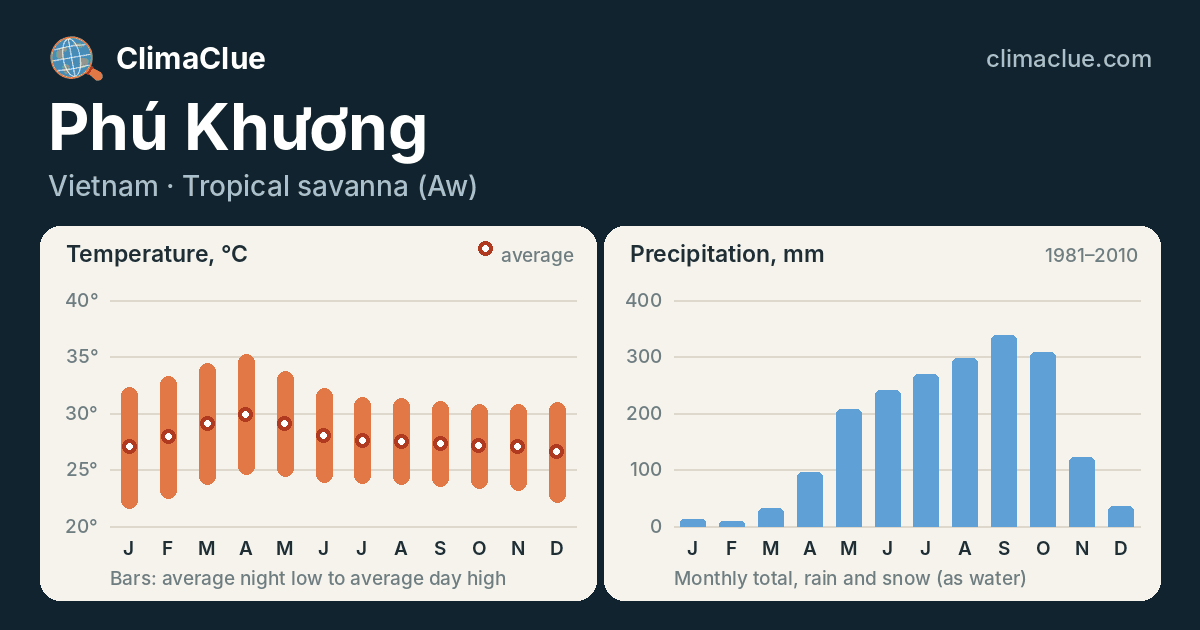 ClimaClue
climaclue.com
Phú Khương
Vietnam · Tropical savanna (Aw)
Temperature, °C
average
40°
35°
30°
25°
20°
J F M A M J J A S O N D
Bars: average night low to average day high
Precipitation, mm
1981–2010
400
300
200
100
0
J F M A M J J A S O N D
Monthly total, rain and snow (as water)